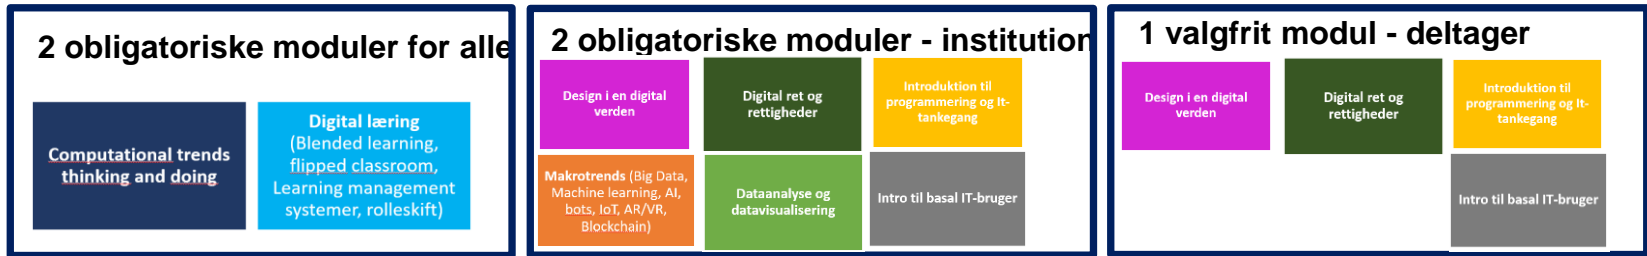 2 obligatoriske moduler for alle
Computational trends
thinking and doing
Digital læring
(Blended learning,
flipped classroom,
Learning management
systemer, rolleskift)
2 obligatoriske moduler - institution
Design i en digital
verden
Digital ret og
rettigheder
Introduktion til
programmering og It-
tankegang
Makrotrends (Big Data,
Machine learning, AI,
bots, IoT, AR/VR,
Blockchain)
Dataanalyse og
datavisualisering
Intro til basal IT-bruger
1 valgfrit modul - deltager
Design i en digital
verden
Digital ret og
rettigheder
Introduktion til
programmering og It-
tankegang
Intro til basal IT-bruger